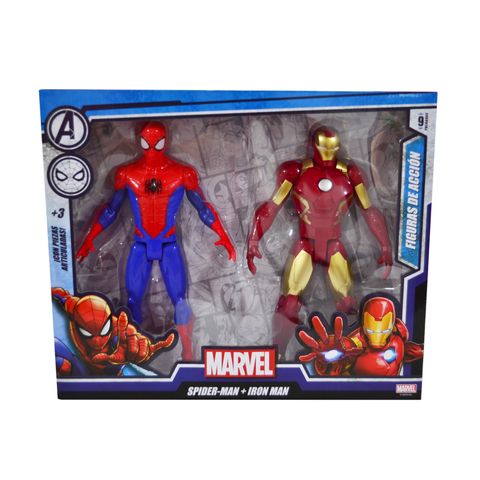 +3
¡CON PIEZAS
ARTICULADAS!
FIGURAS DE ACCIÓN
MARVEL
SPIDER-MAN + IRON MAN
MARVEL